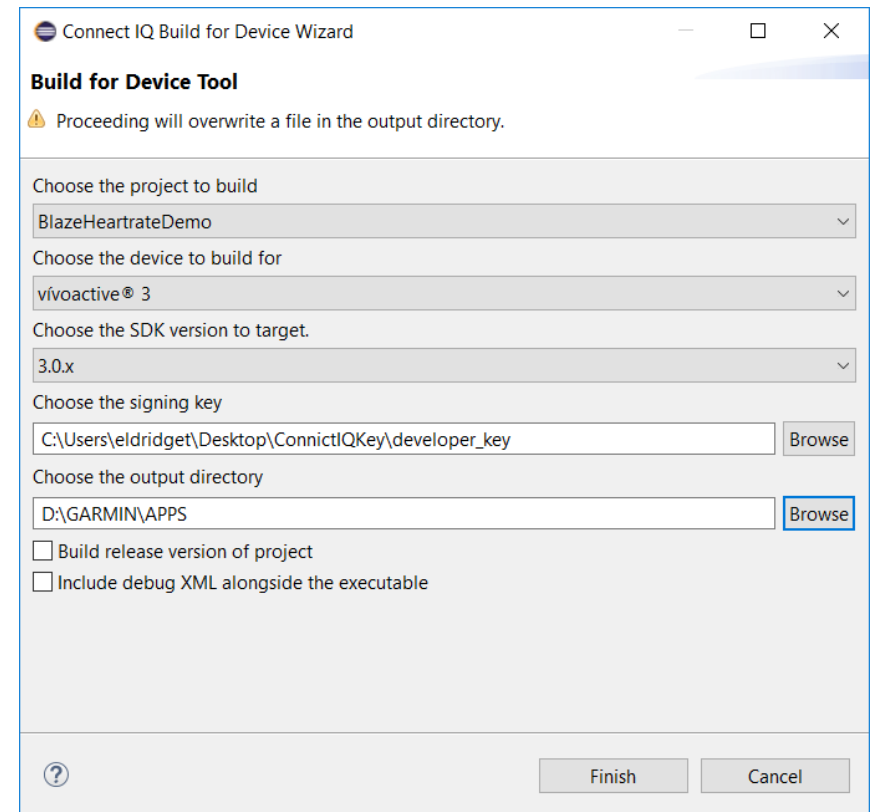 Connect IQ Build for Device Wizard
Build for Device Tool
Proceeding will overwrite a file in the output directory.
Choose the project to build
BlazeHeartrateDemo
Choose the device to build for
vívoactive® 3
Choose the SDK version to target.
3.0.x
Choose the signing key
C:\Users\eldridget\Desktop\ConnictIQKey\developer_key
Browse
Choose the output directory
D:\GARMIN\APPS
Browse
Build release version of project
Include debug XML alongside the executable
?
Finish
Cancel